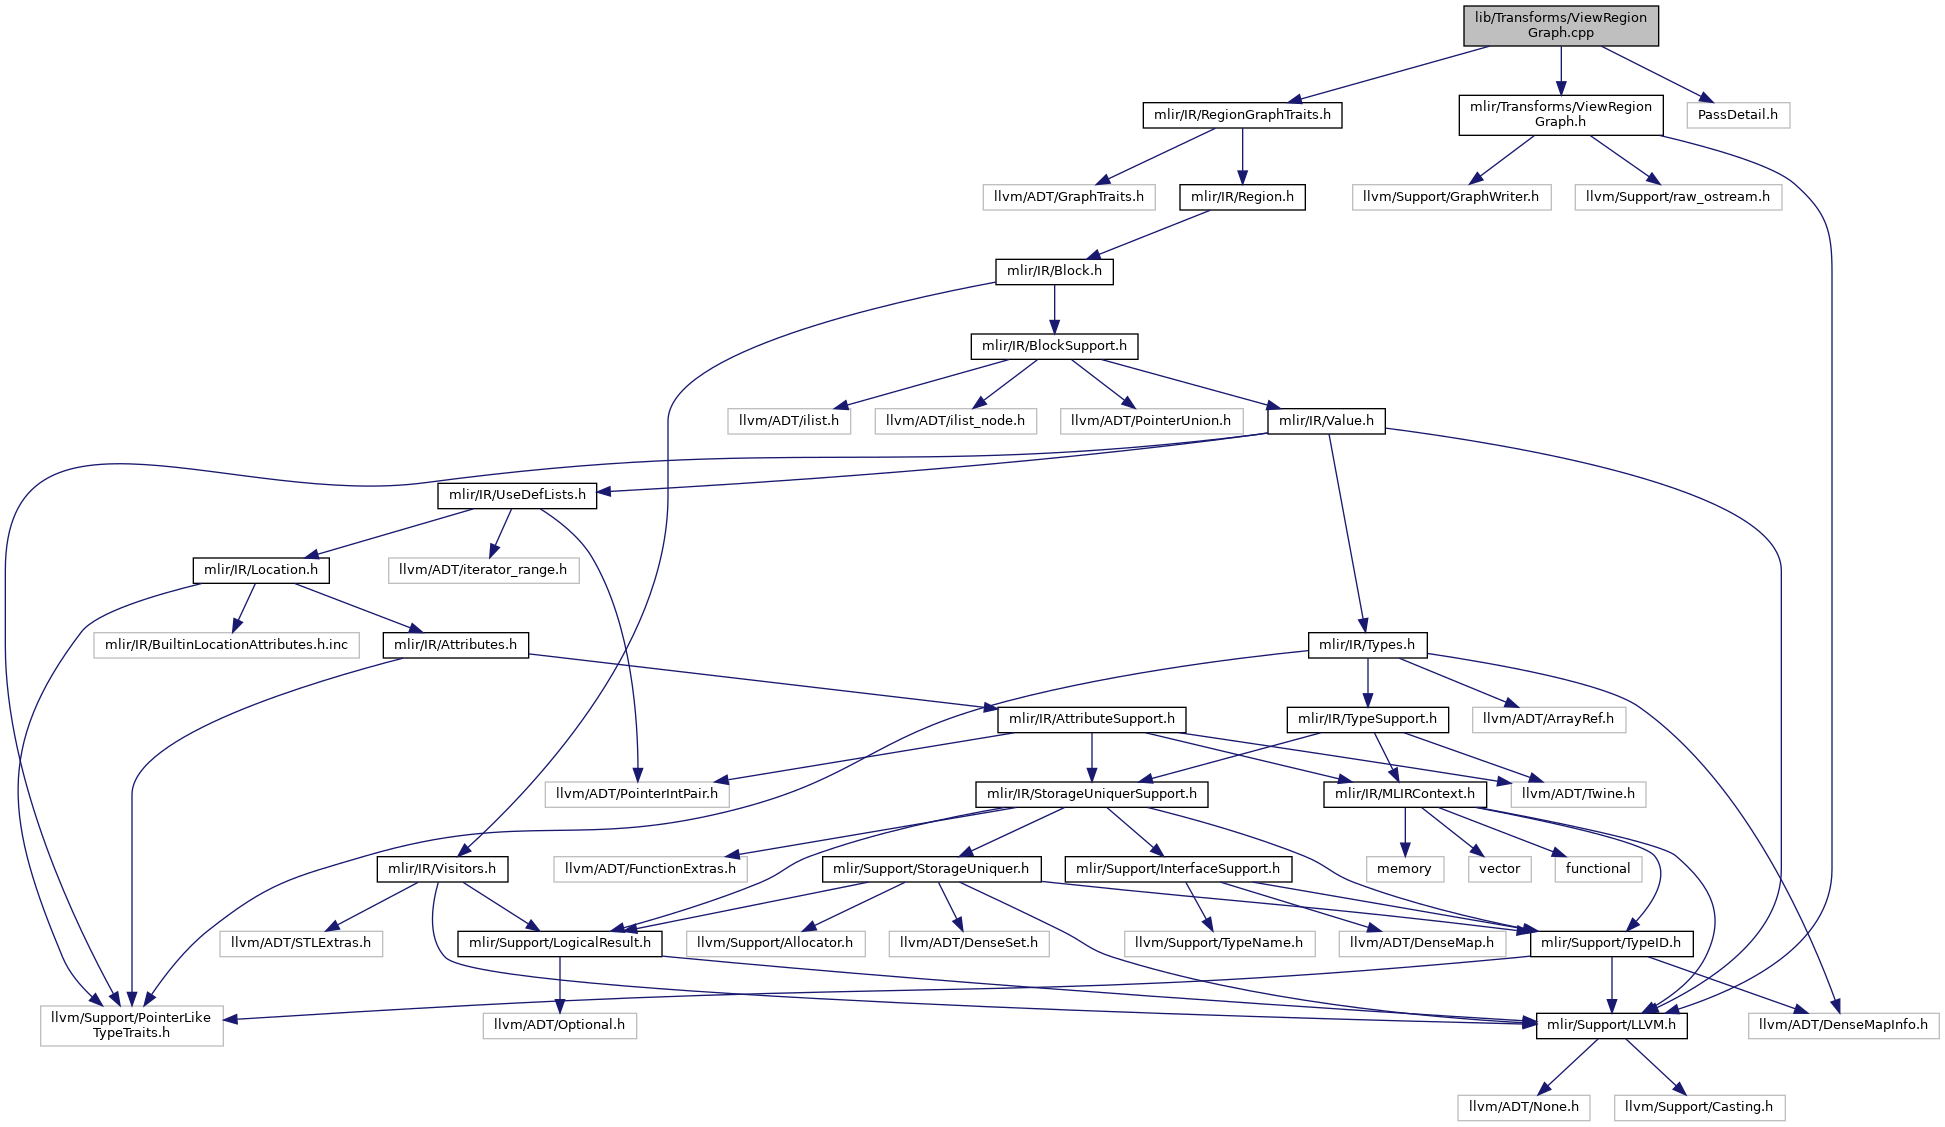 lib/Transforms/ViewRegion
Graph.cpp
mlir/IR/RegionGraphTraits.h
mlir/Transforms/ViewRegion
Graph.h
PassDetail.h
llvm/ADT/GraphTraits.h
mlir/IR/Region.h
llvm/Support/GraphWriter.h
llvm/Support/raw_ostream.h
mlir/IR/Block.h
mlir/IR/BlockSupport.h
llvm/ADT/ilist.h
llvm/ADT/ilist_node.h
llvm/ADT/PointerUnion.h
mlir/IR/Value.h
mlir/IR/UseDefLists.h
mlir/IR/Location.h
llvm/ADT/iterator_range.h
mlir/IR/BuiltinLocationAttributes.h.inc
mlir/IR/Attributes.h
mlir/IR/Types.h
mlir/IR/AttributeSupport.h
mlir/IR/TypeSupport.h
llvm/ADT/ArrayRef.h
llvm/ADT/PointerIntPair.h
mlir/IR/StorageUniquerSupport.h
mlir/IR/MLIRContext.h
llvm/ADT/Twine.h
mlir/IR/Visitors.h
llvm/ADT/FunctionExtras.h
mlir/Support/StorageUniquer.h
mlir/Support/InterfaceSupport.h
memory
vector
functional
llvm/ADT/STLExtras.h
mlir/Support/LogicalResult.h
llvm/Support/Allocator.h
llvm/ADT/DenseSet.h
llvm/Support/TypeName.h
llvm/ADT/DenseMap.h
mlir/Support/TypeID.h
llvm/Support/PointerLike
TypeTraits.h
llvm/ADT/Optional.h
mlir/Support/LLVM.h
llvm/ADT/DenseMapInfo.h
llvm/ADT/None.h
llvm/Support/Casting.h